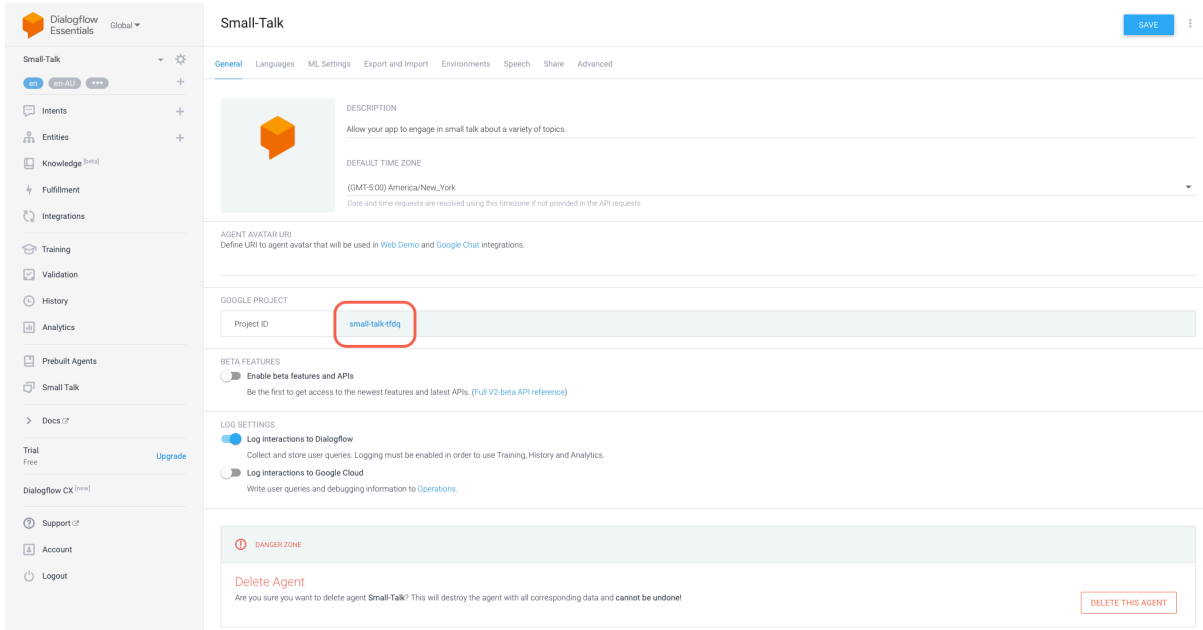 Dialogflow
Essentials
Global
Small-Talk
SAVE
Small-Talk
en
en-AU
General
Languages
ML Settings
Export and Import
Environments
Speech
Share
Advanced
Intents
Entities
Knowledge [beta]
Fulfillment
Integrations
Training
Validation
History
Analytics
Prebuilt Agents
Small Talk
Docs
Trial
Free
Upgrade
Dialogflow CX [new]
Support
Account
Logout
DESCRIPTION
Allow your app to engage in small talk about a variety of topics.
DEFAULT TIME ZONE
(GMT-5:00) America/New_York
Date and time requests are resolved using this timezone if not provided in the API requests.
AGENT AVATAR URI
Define URI to agent avatar that will be used in Web Demo and Google Chat integrations.
GOOGLE PROJECT
Project ID
small-talk-tfdq
BETA FEATURES
Enable beta features and APIs
Be the first to get access to the newest features and latest APIs. (Full V2-beta API reference)
LOG SETTINGS
Log interactions to Dialogflow
Collect and store user queries. Logging must be enabled in order to use Training, History and Analytics.
Log interactions to Google Cloud
Write user queries and debugging information to Operations.
DANGER ZONE
Delete Agent
Are you sure you want to delete agent Small-Talk? This will destroy the agent with all corresponding data and cannot be undone!
DELETE THIS AGENT